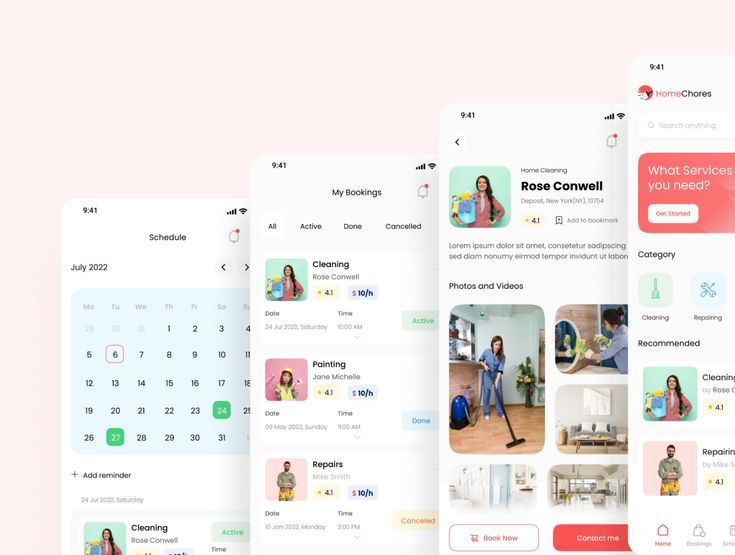 9:41
Schedule
July 2022
Mo Tu We Th Fr Sa Su
29 30 31 1 2 3 4
5 6 7 8 9 10
12 13 14 15 16 17
19 20 21 22 23 24 25
26 27 28 29 30 31
+ Add reminder
24 Jul 2022, Saturday
Cleaning
Rose Conwell
Active
4.1 $ 10/h
Time
9:41
My Bookings
All Active Done Cancelled
Cleaning
Rose Conwell
4.1 $ 10/h
Date Time
24 Jul 2022, Saturday 10:00 AM
Active
Painting
Jane Michelle
4.1 $ 10/h
Date Time
09 May 2022, Sunday 11:00 AM
Done
Repairs
Mike Smith
4.1 $ 10/h
Date Time
10 Jan 2022, Monday 2:00 PM
Canceled
9:41
Home Cleaning
Rose Conwell
Deposit, New York(NY), 13754
4.1 Add to bookmark
Lorem ipsum dolor sit amet, consetetur sadipscing
sed diam nonumy eirmod tempor invidunt ut labore
Photos and Videos
Book Now
Contact me
9:41
HomeChores
Search anything
What Services
you need?
Get Started
Category
Cleaning Repairing
Recommended
Cleaning
by Rose
4.1
by Mike S
4.1
Home Bookings